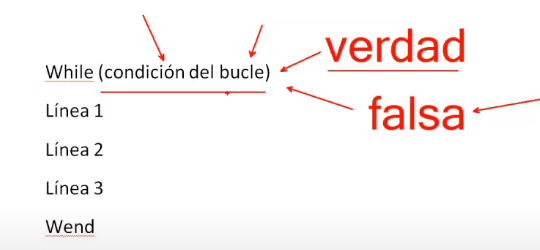 verdad
While (condición del bucle)
falsa
Línea 1
Línea 2
Línea 3
Wend